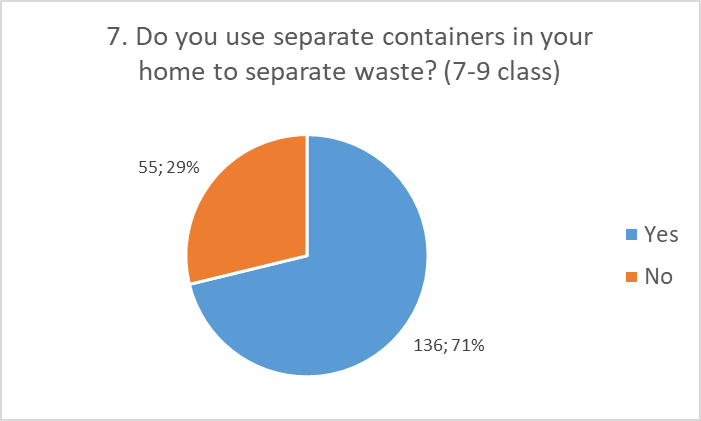 7. Do you use separate containers in your
home to separate waste? (7-9 class)
55; 29%
Yes
No
136; 71%